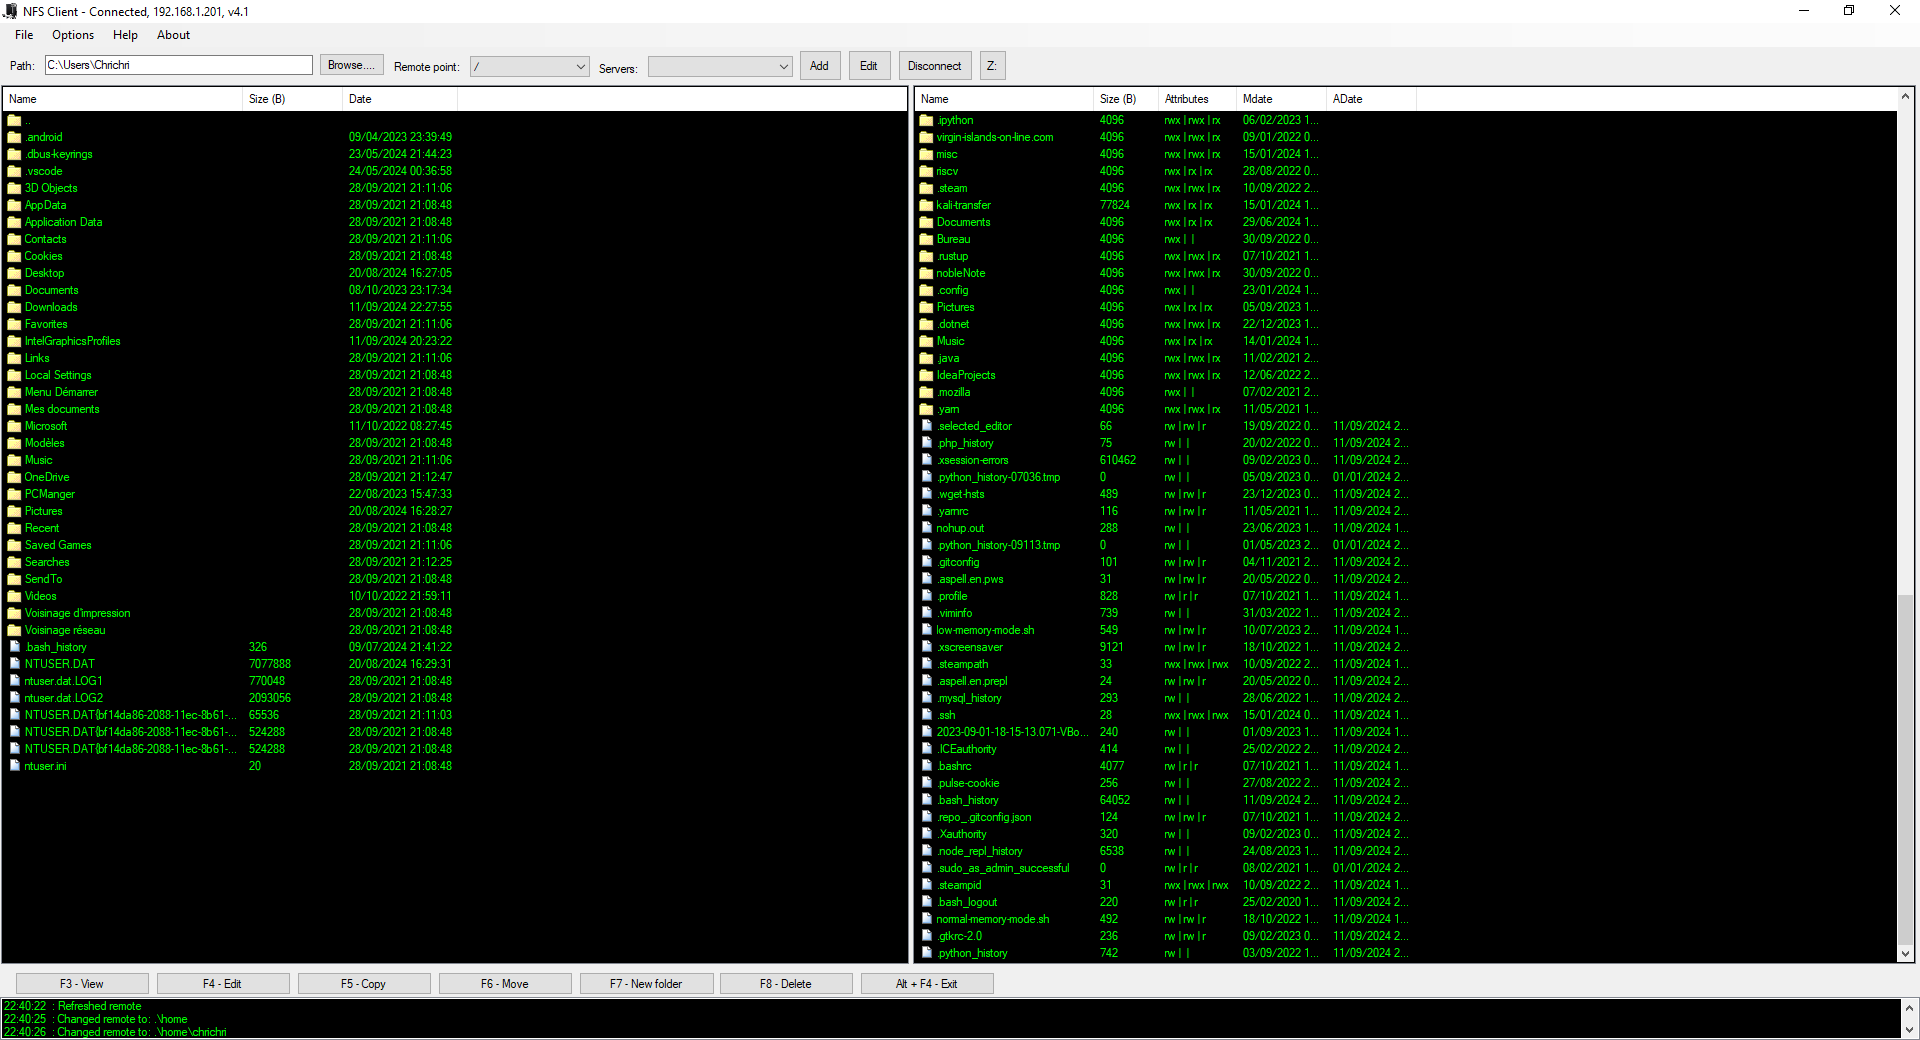 NFS Client - Connected, 192.168.1.201, v4.1
File Options Help About
Path: C:\Users\Chrichri Browse.... Remote point: / Servers: Add Edit Disconnect Z:
Name Size (B) Date
..
.android 09/04/2023 23:39:49
.dbus-keyrings 23/05/2024 21:44:23
.vscode 24/05/2024 00:36:58
3D Objects 28/09/2021 21:11:06
AppData 28/09/2021 21:08:48
Application Data 28/09/2021 21:08:48
Contacts 28/09/2021 21:11:06
Cookies 28/09/2021 21:08:48
Desktop 20/08/2024 16:27:05
Documents 08/10/2023 23:17:34
Downloads 11/09/2024 22:27:55
Favorites 28/09/2021 21:11:06
IntelGraphicsProfiles 11/09/2024 20:23:22
Links 28/09/2021 21:11:06
Local Settings 28/09/2021 21:08:48
Menu Démarrer 28/09/2021 21:08:48
Mes documents 28/09/2021 21:08:48
Microsoft 11/10/2022 08:27:45
Modèles 28/09/2021 21:08:48
Music 28/09/2021 21:11:06
OneDrive 28/09/2021 21:12:47
PCManger 22/08/2023 15:47:33
Pictures 20/08/2024 16:28:27
Recent 28/09/2021 21:08:48
Saved Games 28/09/2021 21:11:06
Searches 28/09/2021 21:12:25
SendTo 28/09/2021 21:08:48
Videos 10/10/2022 21:59:11
Voisinage d'impression 28/09/2021 21:08:48
Voisinage réseau 28/09/2021 21:08:48
.bash_history 326 09/07/2024 21:41:22
NTUSER.DAT 7077888 20/08/2024 16:29:31
ntuser.dat.LOG1 770048 28/09/2021 21:08:48
ntuser.dat.LOG2 2093056 28/09/2021 21:08:48
NTUSER.DAT{bf14da86-2088-11ec-8b61-... 65536 28/09/2021 21:11:03
NTUSER.DAT{bf14da86-2088-11ec-8b61-... 524288 28/09/2021 21:08:48
NTUSER.DAT{bf14da86-2088-11ec-8b61-... 524288 28/09/2021 21:08:48
ntuser.ini 20 28/09/2021 21:08:48
Name Size (B) Attributes Mdate ADate
.ipython 4096 rwx | rwx | rx 06/02/2023 1...
virgin-islands-on-line.com 4096 rwx | rwx | rx 09/01/2022 0...
misc 4096 rwx | rwx | rx 15/01/2024 1...
riscv 4096 rwx | rx | rx 28/08/2022 0...
.steam 4096 rwx | rwx | rx 10/09/2022 2...
kali-transfer 77824 rwx | rx | rx 15/01/2024 1...
Documents 4096 rwx | rx | rx 29/06/2024 1...
Bureau 4096 rwx | | 30/09/2022 0...
.rustup 4096 rwx | rwx | rx 07/10/2021 1...
nobleNote 4096 rwx | rwx | rx 30/09/2022 0...
.config 4096 rwx | | 23/01/2024 1...
Pictures 4096 rwx | rx | rx 05/09/2023 1...
.dotnet 4096 rwx | rwx | rx 22/12/2023 1...
Music 4096 rwx | rx | rx 14/01/2024 1...
.java 4096 rwx | rwx | rx 11/02/2021 2...
IdeaProjects 4096 rwx | rwx | rx 12/06/2022 2...
.mozilla 4096 rwx | | 07/02/2021 2...
.yarn 4096 rwx | rwx | rx 11/05/2021 1...
.selected_editor 66 rw | rw | r 19/09/2022 0... 11/09/2024 2...
.php_history 75 rw | | 20/02/2022 0... 11/09/2024 2...
.xsession-errors 610462 rw | | 09/02/2023 0... 11/09/2024 2...
.python_history-07036.tmp 0 rw | | 05/09/2023 0... 01/01/2024 2...
.wget-hsts 489 rw | rw | r 23/12/2023 0... 11/09/2024 2...
.yarnrc 116 rw | rw | r 11/05/2021 1... 11/09/2024 2...
nohup.out 288 rw | | 23/06/2023 1... 11/09/2024 1...
.python_history-09113.tmp 0 rw | | 01/05/2023 2... 01/01/2024 2...
.gitconfig 101 rw | rw | r 04/11/2021 2... 11/09/2024 2...
.aspell.en.pws 31 rw | rw | r 20/05/2022 0... 11/09/2024 2...
.profile 828 rw | r | r 07/10/2021 1... 11/09/2024 1...
.viminfo 739 rw | | 31/03/2022 1... 11/09/2024 2...
low-memory-mode.sh 549 rw | rw | r 10/07/2023 2... 11/09/2024 1...
.xscreensaver 9121 rw | rw | r 18/10/2022 1... 11/09/2024 2...
.steampath 33 rwx | rwx | rwx 10/09/2022 2... 11/09/2024 1...
.aspell.en.prepl 24 rw | rw | r 20/05/2022 0... 11/09/2024 2...
.mysql_history 293 rw | | 28/06/2022 1... 11/09/2024 2...
.ssh 28 rwx | rwx | rwx 15/01/2024 0... 11/09/2024 1...
2023-09-01-18-15-13.071-VBo... 240 rw | | 01/09/2023 1... 11/09/2024 1...
.ICEauthority 414 rw | | 25/02/2022 2... 11/09/2024 2...
.bashrc 4077 rw | r | r 07/10/2021 1... 11/09/2024 2...
.pulse-cookie 256 rw | | 27/08/2022 2... 11/09/2024 2...
.bash_history 64052 rw | | 11/09/2024 2... 11/09/2024 2...
.repo_.gitconfig.json 124 rw | rw | r 07/10/2021 1... 11/09/2024 2...
.Xauthority 320 rw | | 09/02/2023 0... 11/09/2024 2...
.node_repl_history 6538 rw | | 24/08/2023 1... 11/09/2024 2...
.sudo_as_admin_successful 0 rw | r | r 08/02/2021 1... 01/01/2024 2...
.steampid 31 rwx | rwx | rwx 10/09/2022 2... 11/09/2024 1...
.bash_logout 220 rw | r | r 25/02/2020 1... 11/09/2024 2...
normal-memory-mode.sh 492 rw | rw | r 18/10/2022 1... 11/09/2024 1...
.gtkrc-2.0 236 rw | rw | r 09/02/2023 0... 11/09/2024 2...
.python_history 742 rw | | 03/09/2022 1... 11/09/2024 2...
F3 - View F4 - Edit F5 - Copy F6 - Move F7 - New folder F8 - Delete Alt + F4 - Exit
22:40:22 : Refreshed remote
22:40:25 : Changed remote to: .\home
22:40:26 : Changed remote to: .\home\chrichri